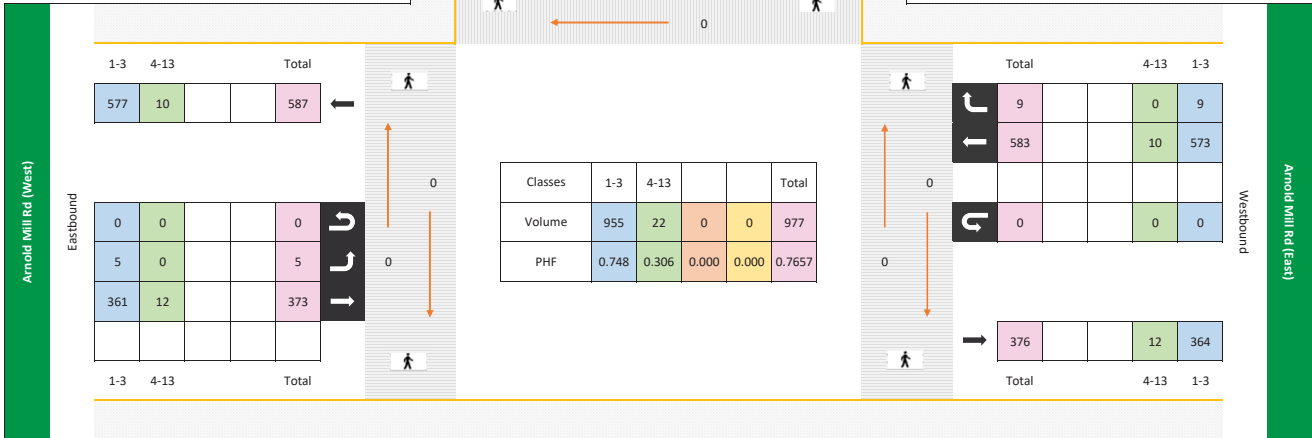 0
1-3 4-13 Total
577 10 587
Arnold Mill Rd (West)
Eastbound
0 0 0
5 0 5
361 12 373
1-3 4-13 Total
0
0
Classes 1-3 4-13 Total
Volume 955 22 0 0 977
PHF 0.748 0.306 0.000 0.000 0.7657
0
0
Total 4-13 1-3
9 0 9
583 10 573
0 0 0
376 12 364
Total 4-13 1-3
Westbound
Arnold Mill Rd (East)